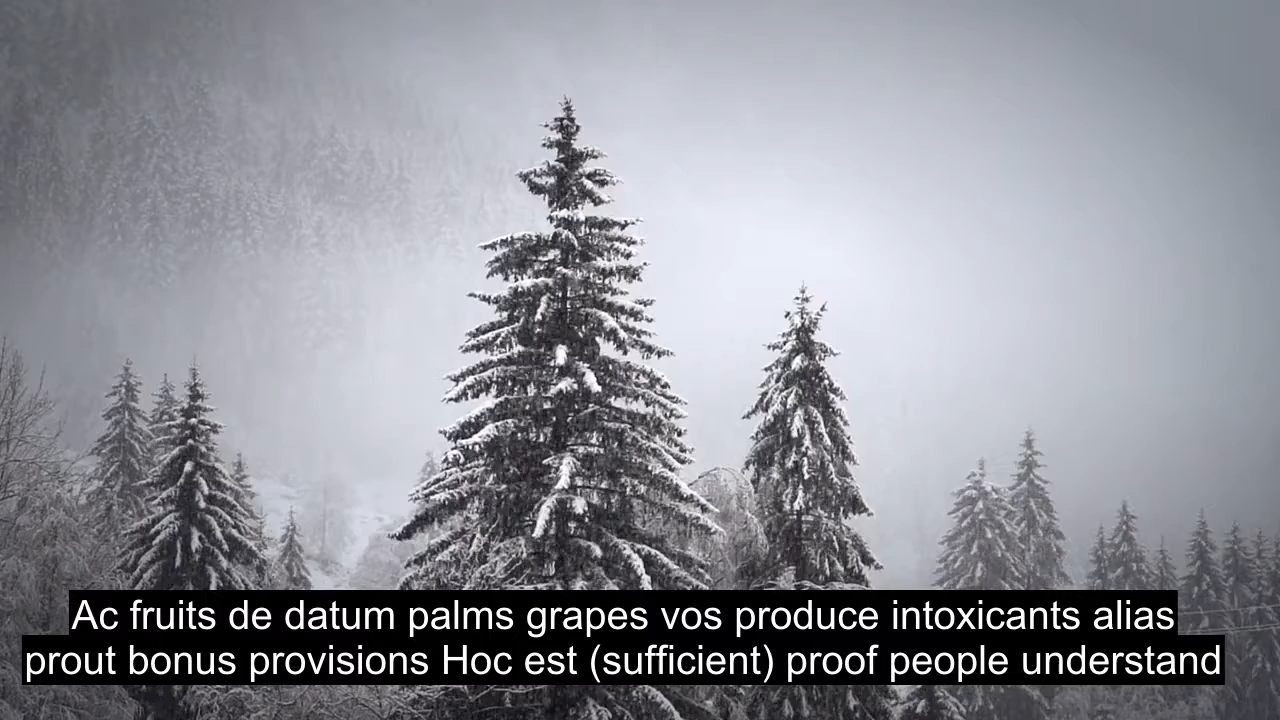 Ac fruits de datum palms grapes vos produce intoxicants alias
prout bonus provisions Hoc est (sufficient) proof people understand